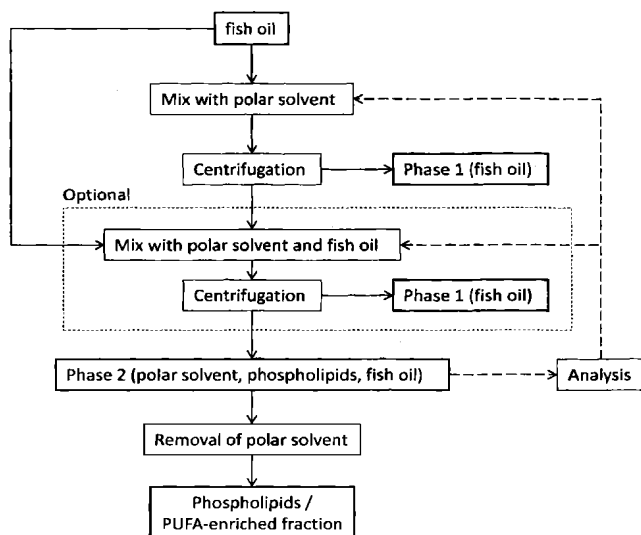 fish oil
Mix with polar solvent
Centrifugation
Phase 1 (fish oil)
Optional
Mix with polar solvent and fish oil
Centrifugation
Phase 1 (fish oil)
Phase 2 (polar solvent, phospholipids, fish oil)
Analysis
Removal of polar solvent
Phospholipids /
PUFA-enriched fraction